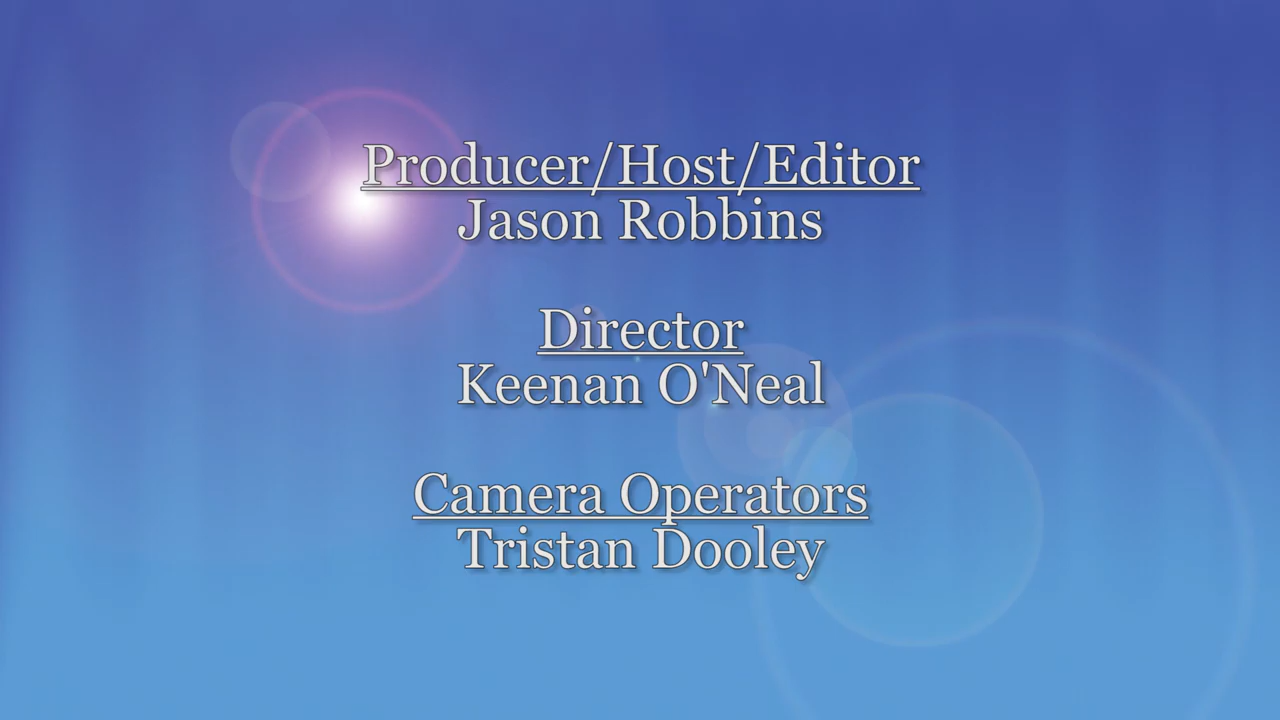 Producer/Host/Editor
Jason Robbins
Director
Keenan O'Neal
Camera Operators
Tristan Dooley